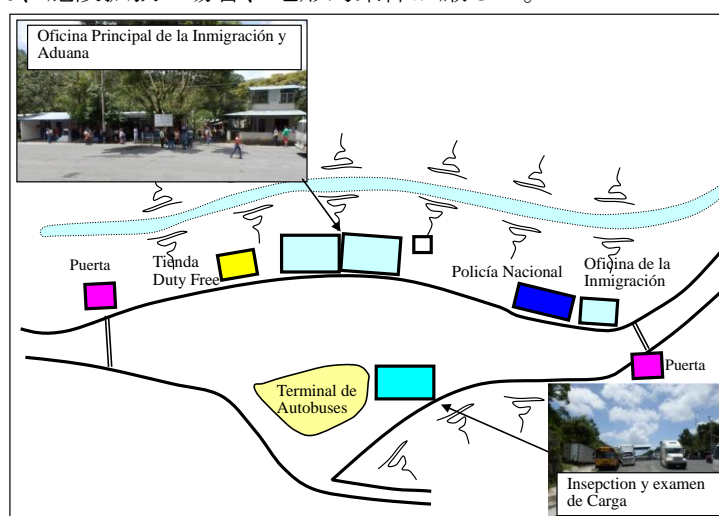 Oficina Principal de la Inmigración y
Aduana
Puerta
Tienda
Duty Free
Policía Nacional
Oficina de la
Inmigración
Puerta
Terminal de
Autobuses
Insepction y examen
de Carga